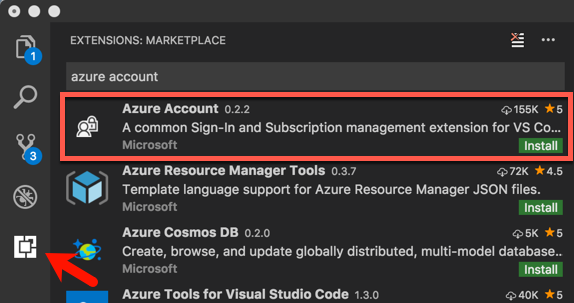 EXTENSIONS: MARKETPLACE
1
azure account
Azure Account 0.2.2 155K ★5
A common Sign-In and Subscription management extension for VS Co...
Microsoft Install
3
Azure Resource Manager Tools 0.3.7 72K ★4.5
Template language support for Azure Resource Manager JSON files.
Microsoft Install
Azure Cosmos DB 0.2.0 5K ★5
Create, browse, and update globally distributed, multi-model database...
Microsoft Install
Azure Tools for Visual Studio Code 1.3.0 40K ★5